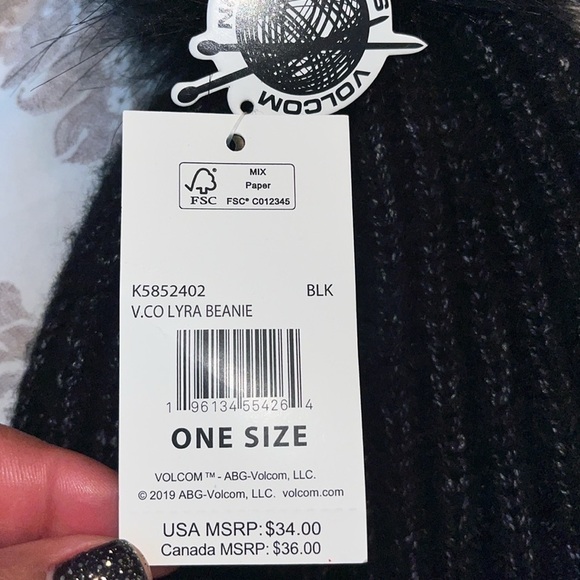 VOLCOM
MIX
Paper
FSC® C012345
FSC
K5852402 BLK
V.CO LYRA BEANIE
1 96134 55426 4
ONE SIZE
VOLCOM™ - ABG-Volcom, LLC.
© 2019 ABG-Volcom, LLC. volcom.com
USA MSRP: $34.00
Canada MSRP: $36.00